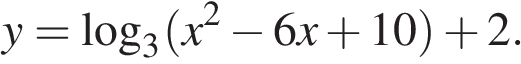 y = log₃(x² − 6x + 10) + 2.